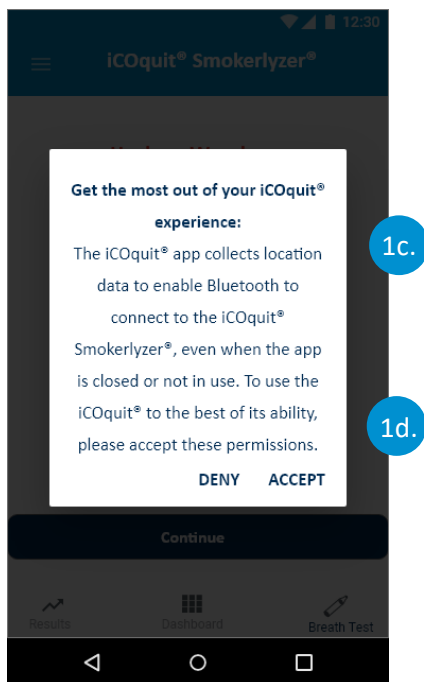 12:30
iCOquit® Smokerlyzer®
Get the most out of your iCOquit®
experience:
The iCOquit® app collects location
data to enable Bluetooth to
connect to the iCOquit®
Smokerlyzer®, even when the app
is closed or not in use. To use the
iCOquit® to the best of its ability,
please accept these permissions.
DENY ACCEPT
1c.
1d.
Continue
Results Dashboard Breath Test